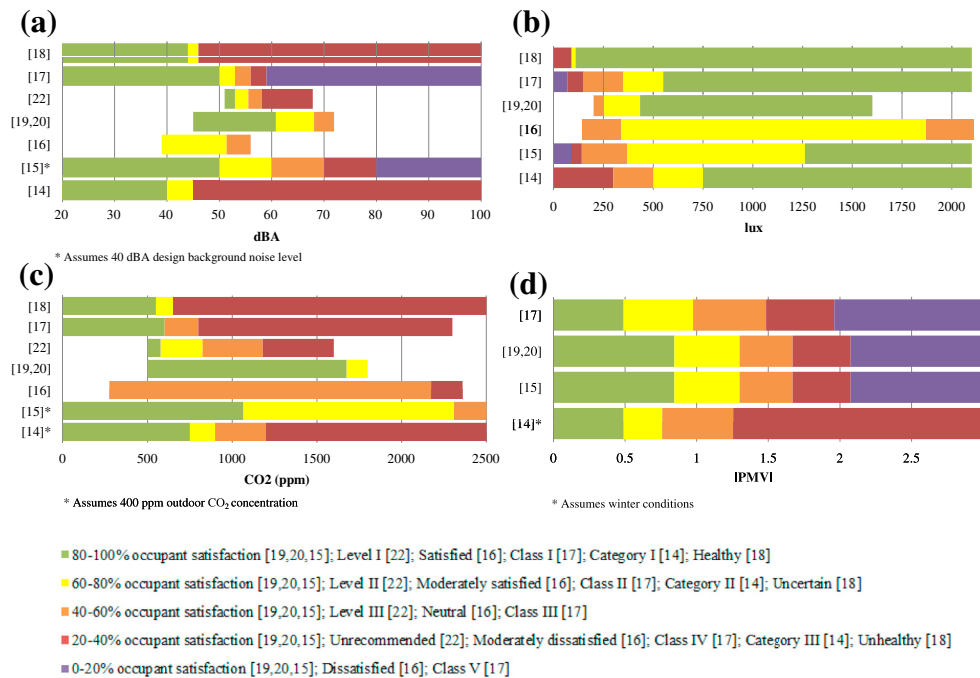 (a)
[18]
[17]
[22]
[19,20]
[16]
[15]*
[14]
20 30 40 50 60 70 80 90 100
dBA
* Assumes 40 dBA design background noise level
(b)
[18]
[17]
[19,20]
[16]
[15]
[14]
0 250 500 750 1000 1250 1500 1750 2000
lux
(c)
[18]
[17]
[22]
[19,20]
[16]
[15]*
[14]*
0 500 1000 1500 2000 2500
CO2 (ppm)
* Assumes 400 ppm outdoor CO₂ concentration
(d)
[17]
[19,20]
[15]
[14]*
0 0.5 1 1.5 2 2.5
|PMV|
* Assumes winter conditions
80-100% occupant satisfaction [19,20,15]; Level I [22]; Satisfied [16]; Class I [17]; Category I [14]; Healthy [18]
60-80% occupant satisfaction [19,20,15]; Level II [22]; Moderately satisfied [16]; Class II [17]; Category II [14]; Uncertain [18]
40-60% occupant satisfaction [19,20,15]; Level III [22]; Neutral [16]; Class III [17]
20-40% occupant satisfaction [19,20,15]; Unrecommended [22]; Moderately dissatisfied [16]; Class IV [17]; Category III [14]; Unhealthy [18]
0-20% occupant satisfaction [19,20,15]; Dissatisfied [16]; Class V [17]